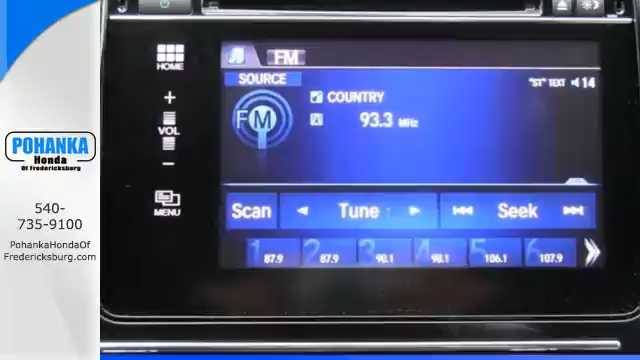 POHANKA
Honda
Of Fredericksburg
540-
735-9100
PohankaHondaOf
Fredericksburg.com
HOME
+
VOL
−
MENU
FM
SOURCE
"ST" TEXT 14
FM
COUNTRY
93.3 MHz
Scan Tune Seek
1 87.9 2 87.9 3 90.1 4 98.1 5 106.1 6 107.9